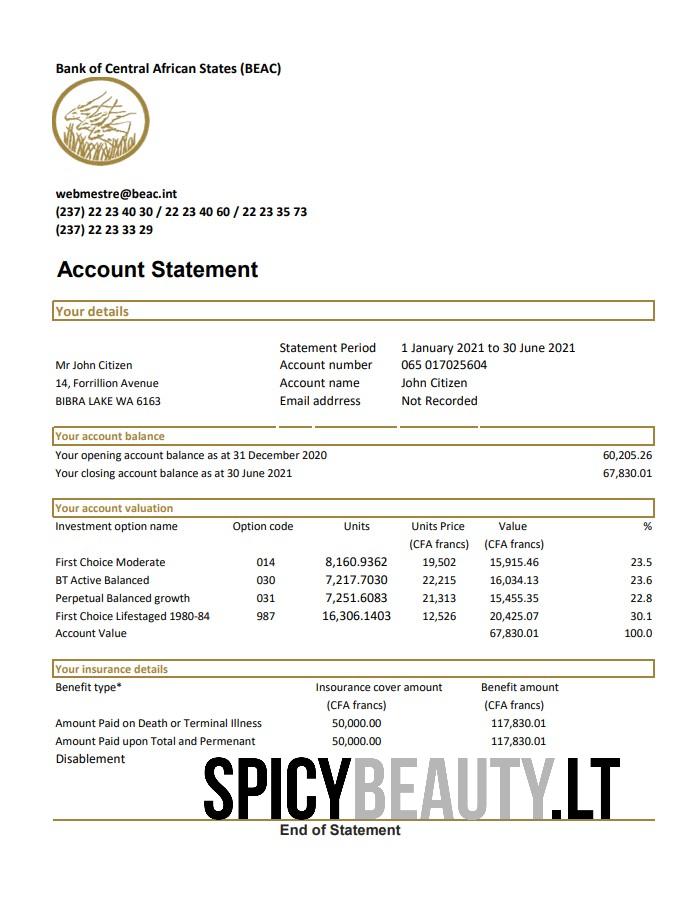 Bank of Central African States (BEAC)
webmestre@beac.int
(237) 22 23 40 30 / 22 23 40 60 / 22 23 35 73
(237) 22 23 33 29
Account Statement
Your details
Statement Period 1 January 2021 to 30 June 2021
Mr John Citizen Account number 065 017025604
14, Forrillion Avenue Account name John Citizen
BIBRA LAKE WA 6163 Email addrress Not Recorded
Your account balance
Your opening account balance as at 31 December 2020 60,205.26
Your closing account balance as at 30 June 2021 67,830.01
Your account valuation
Investment option name Option code Units Units Price Value %
(CFA francs) (CFA francs)
First Choice Moderate 014 8,160.9362 19,502 15,915.46 23.5
BT Active Balanced 030 7,217.7030 22,215 16,034.13 23.6
Perpetual Balanced growth 031 7,251.6083 21,313 15,455.35 22.8
First Choice Lifestaged 1980-84 987 16,306.1403 12,526 20,425.07 30.1
Account Value 67,830.01 100.0
Your insurance details
Benefit type* Insourance cover amount Benefit amount
(CFA francs) (CFA francs)
Amount Paid on Death or Terminal Illness 50,000.00 117,830.01
Amount Paid upon Total and Permenant 50,000.00 117,830.01
Disablement
SPICYBEAUTY.LT
End of Statement